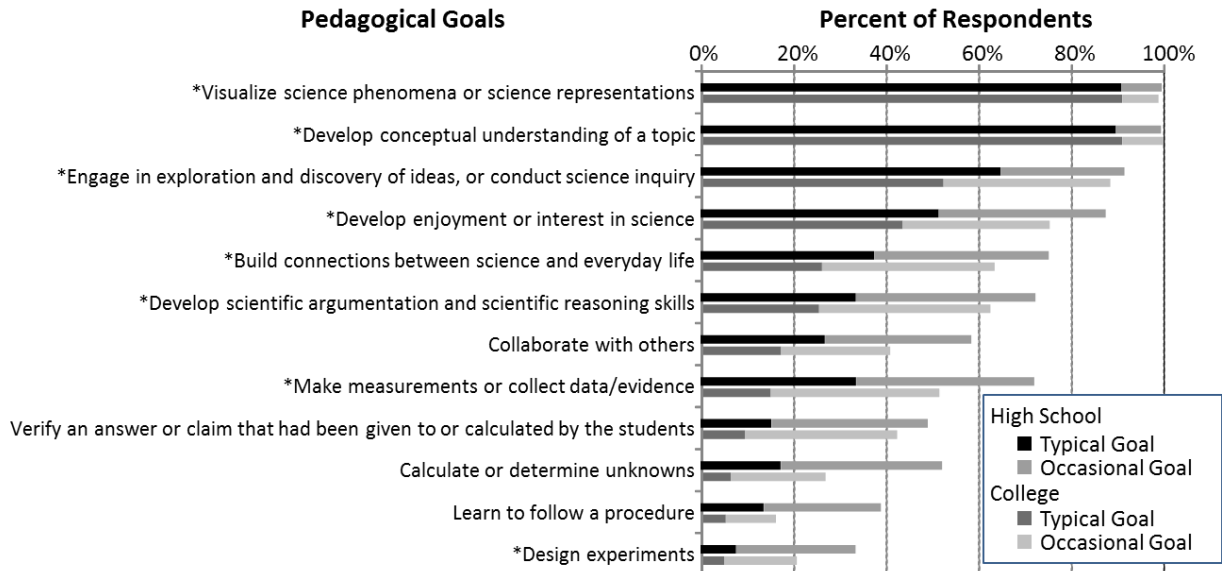 Pedagogical Goals
Percent of Respondents
0% 20% 40% 60% 80% 100%
*Visualize science phenomena or science representations
*Develop conceptual understanding of a topic
*Engage in exploration and discovery of ideas, or conduct science inquiry
*Develop enjoyment or interest in science
*Build connections between science and everyday life
*Develop scientific argumentation and scientific reasoning skills
Collaborate with others
*Make measurements or collect data/evidence
Verify an answer or claim that had been given to or calculated by the students
Calculate or determine unknowns
Learn to follow a procedure
*Design experiments
High School
Typical Goal
Occasional Goal
College
Typical Goal
Occasional Goal